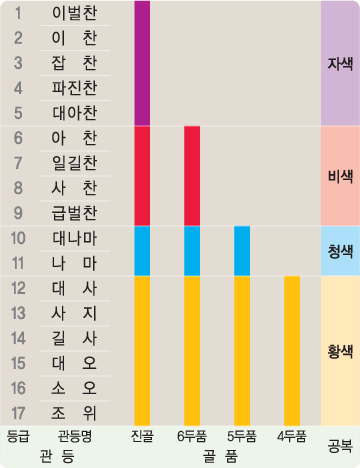 1 이벌찬
2 이 찬
3 잡 찬 자색
4 파진찬
5 대아찬
6 아 찬
7 일길찬 비색
8 사 찬
9 급벌찬
10 대나마 청색
11 나 마
12 대 사
13 사 지
14 길 사 황색
15 대 오
16 소 오
17 조 위
등급 관등명 진골 6두품 5두품 4두품 공복
관 등 골 품